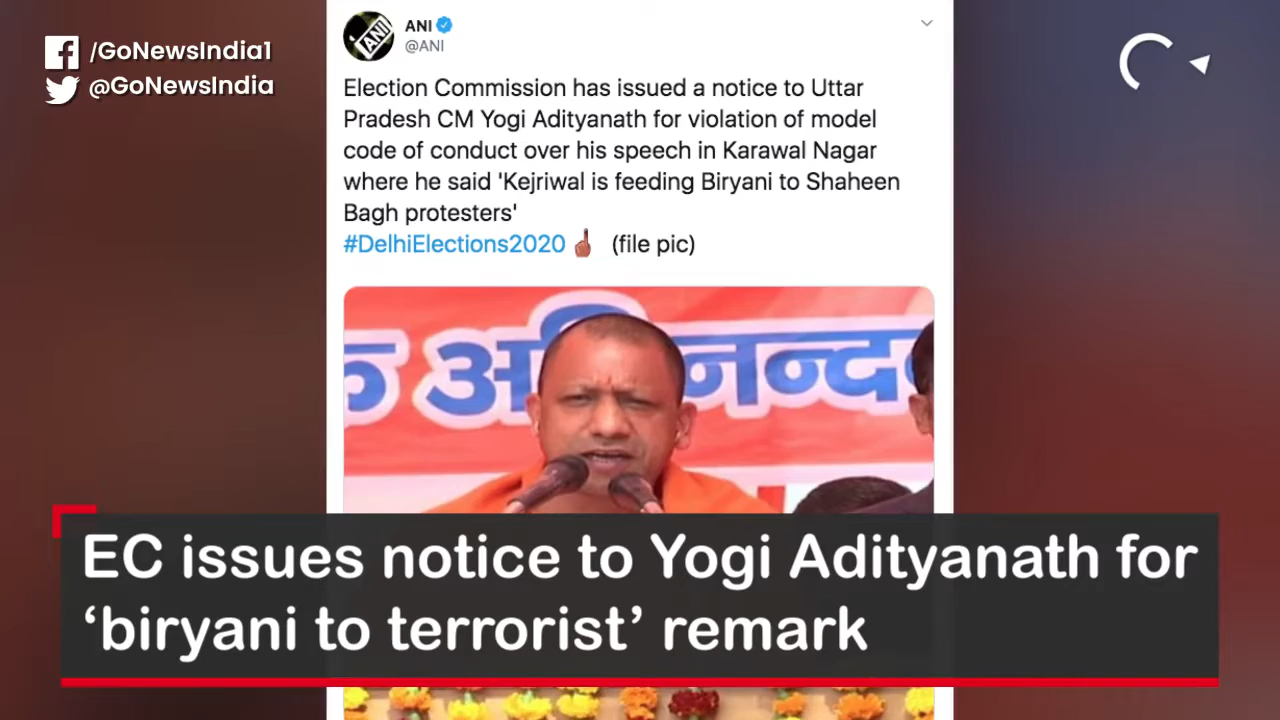 /GoNewsIndia1
@GoNewsIndia
ANI
@ANI
Election Commission has issued a notice to Uttar
Pradesh CM Yogi Adityanath for violation of model
code of conduct over his speech in Karawal Nagar
where he said 'Kejriwal is feeding Biryani to Shaheen
Bagh protesters'
#DelhiElections2020☝🏾 (file pic)
EC issues notice to Yogi Adityanath for
‘biryani to terrorist’ remark